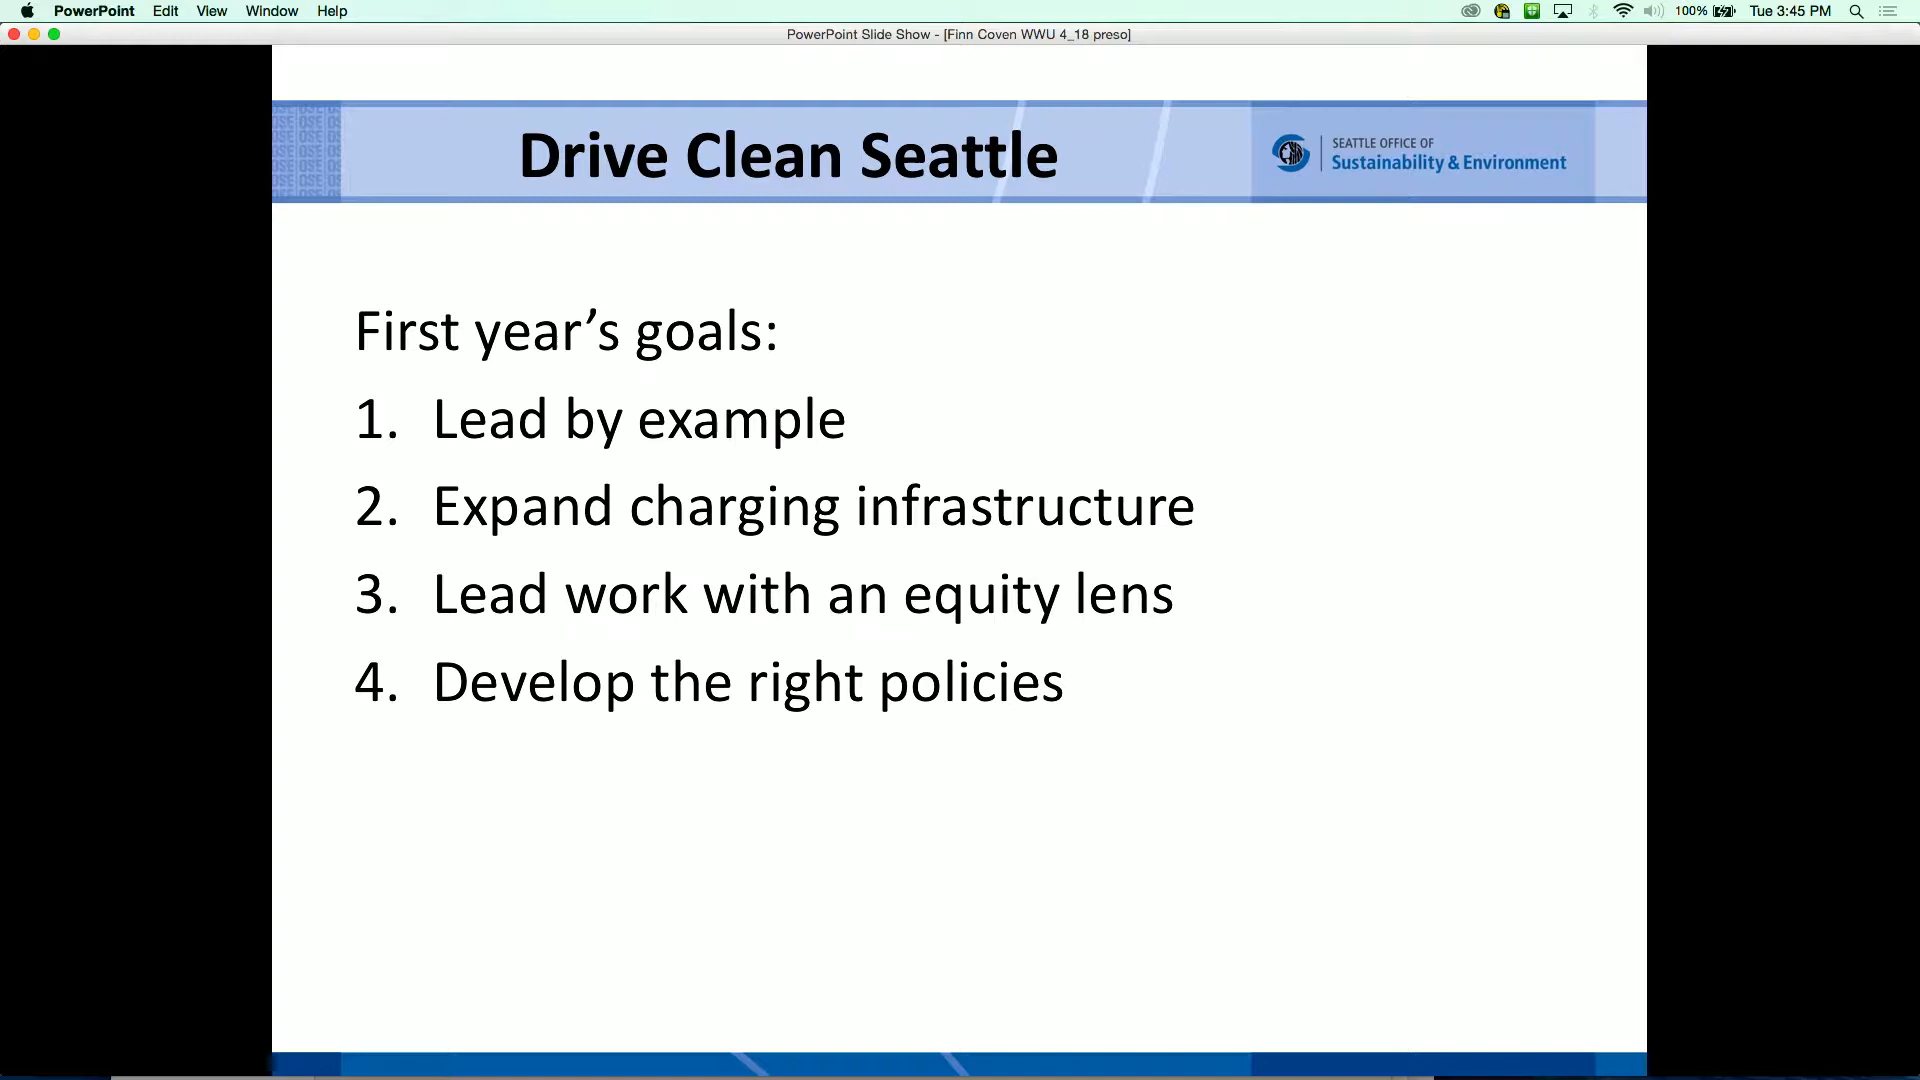 PowerPoint Edit View Window Help 100% Tue 3:45 PM
PowerPoint Slide Show - [Finn Coven WWU 4_18 preso]
Drive Clean Seattle
SEATTLE OFFICE OF
Sustainability & Environment
First year’s goals:
1. Lead by example
2. Expand charging infrastructure
3. Lead work with an equity lens
4. Develop the right policies